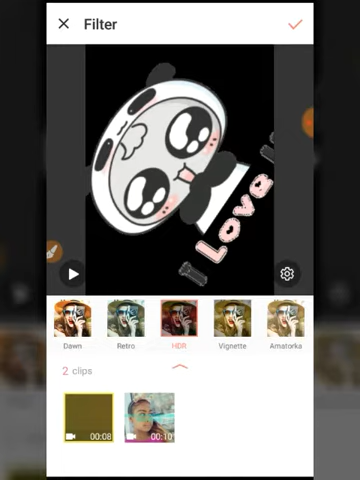 Filter
I Love
Dawn Retro HDR Vignette Amatorka
2 clips
00:08 00:10